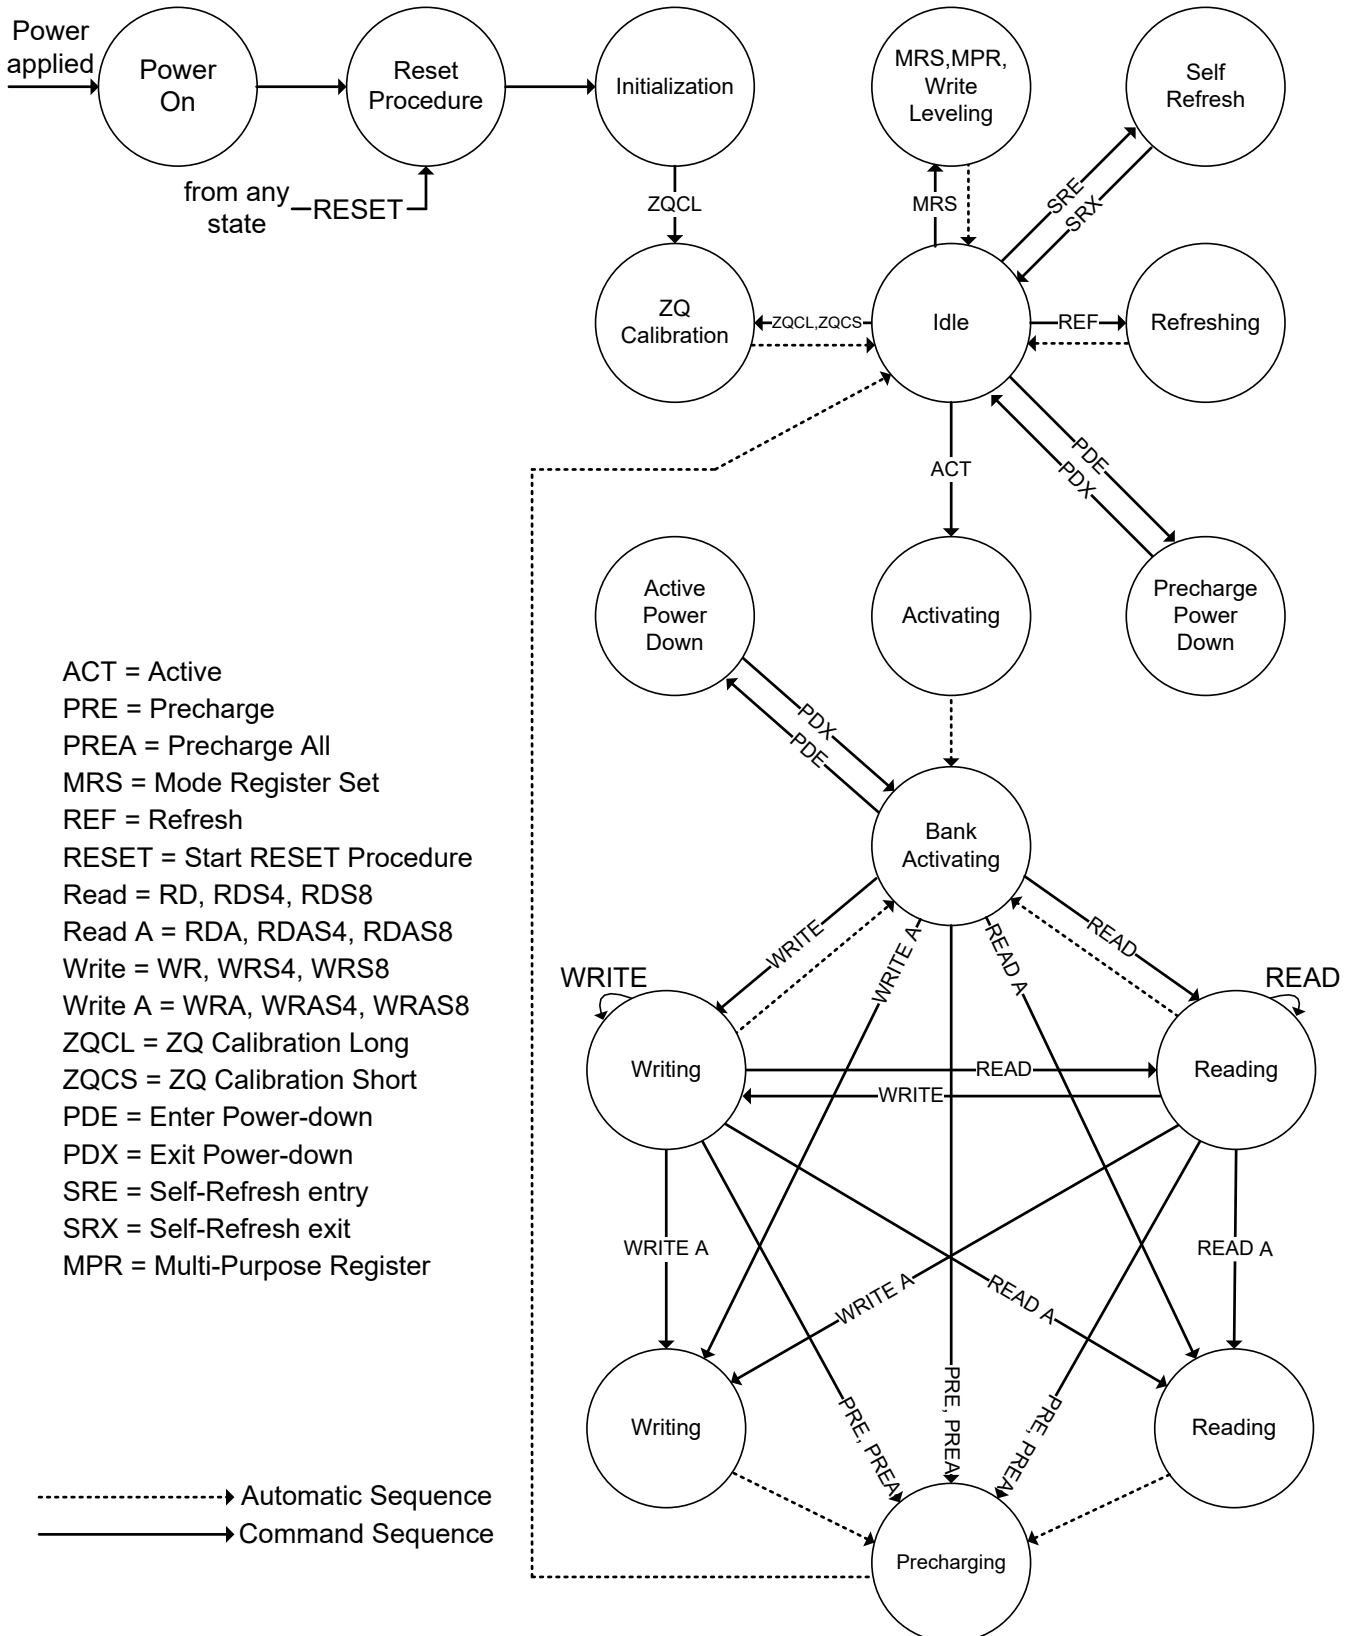 Power
applied
Power
On
Reset
Procedure
Initialization
MRS,MPR,
Write
Leveling
Self
Refresh
from any
state
RESET
ZQCL
MRS
SRE
SRX
ZQ
Calibration
ZQCL,ZQCS
Idle
REF
Refreshing
ACT
PDE
PDX
Active
Power
Down
Activating
Precharge
Power
Down
PDX
PDE
Bank
Activating
ACT = Active
PRE = Precharge
PREA = Precharge All
MRS = Mode Register Set
REF = Refresh
RESET = Start RESET Procedure
Read = RD, RDS4, RDS8
Read A = RDA, RDAS4, RDAS8
Write = WR, WRS4, WRS8
Write A = WRA, WRAS4, WRAS8
ZQCL = ZQ Calibration Long
ZQCS = ZQ Calibration Short
PDE = Enter Power-down
PDX = Exit Power-down
SRE = Self-Refresh entry
SRX = Self-Refresh exit
MPR = Multi-Purpose Register
WRITE
WRITE A
READ A
READ
WRITE
READ
Writing
READ
WRITE
Reading
WRITE A
WRITE A
READ A
READ A
Writing
PRE, PREA
PRE, PREA
PRE, PREA
Reading
Precharging
Automatic Sequence
Command Sequence